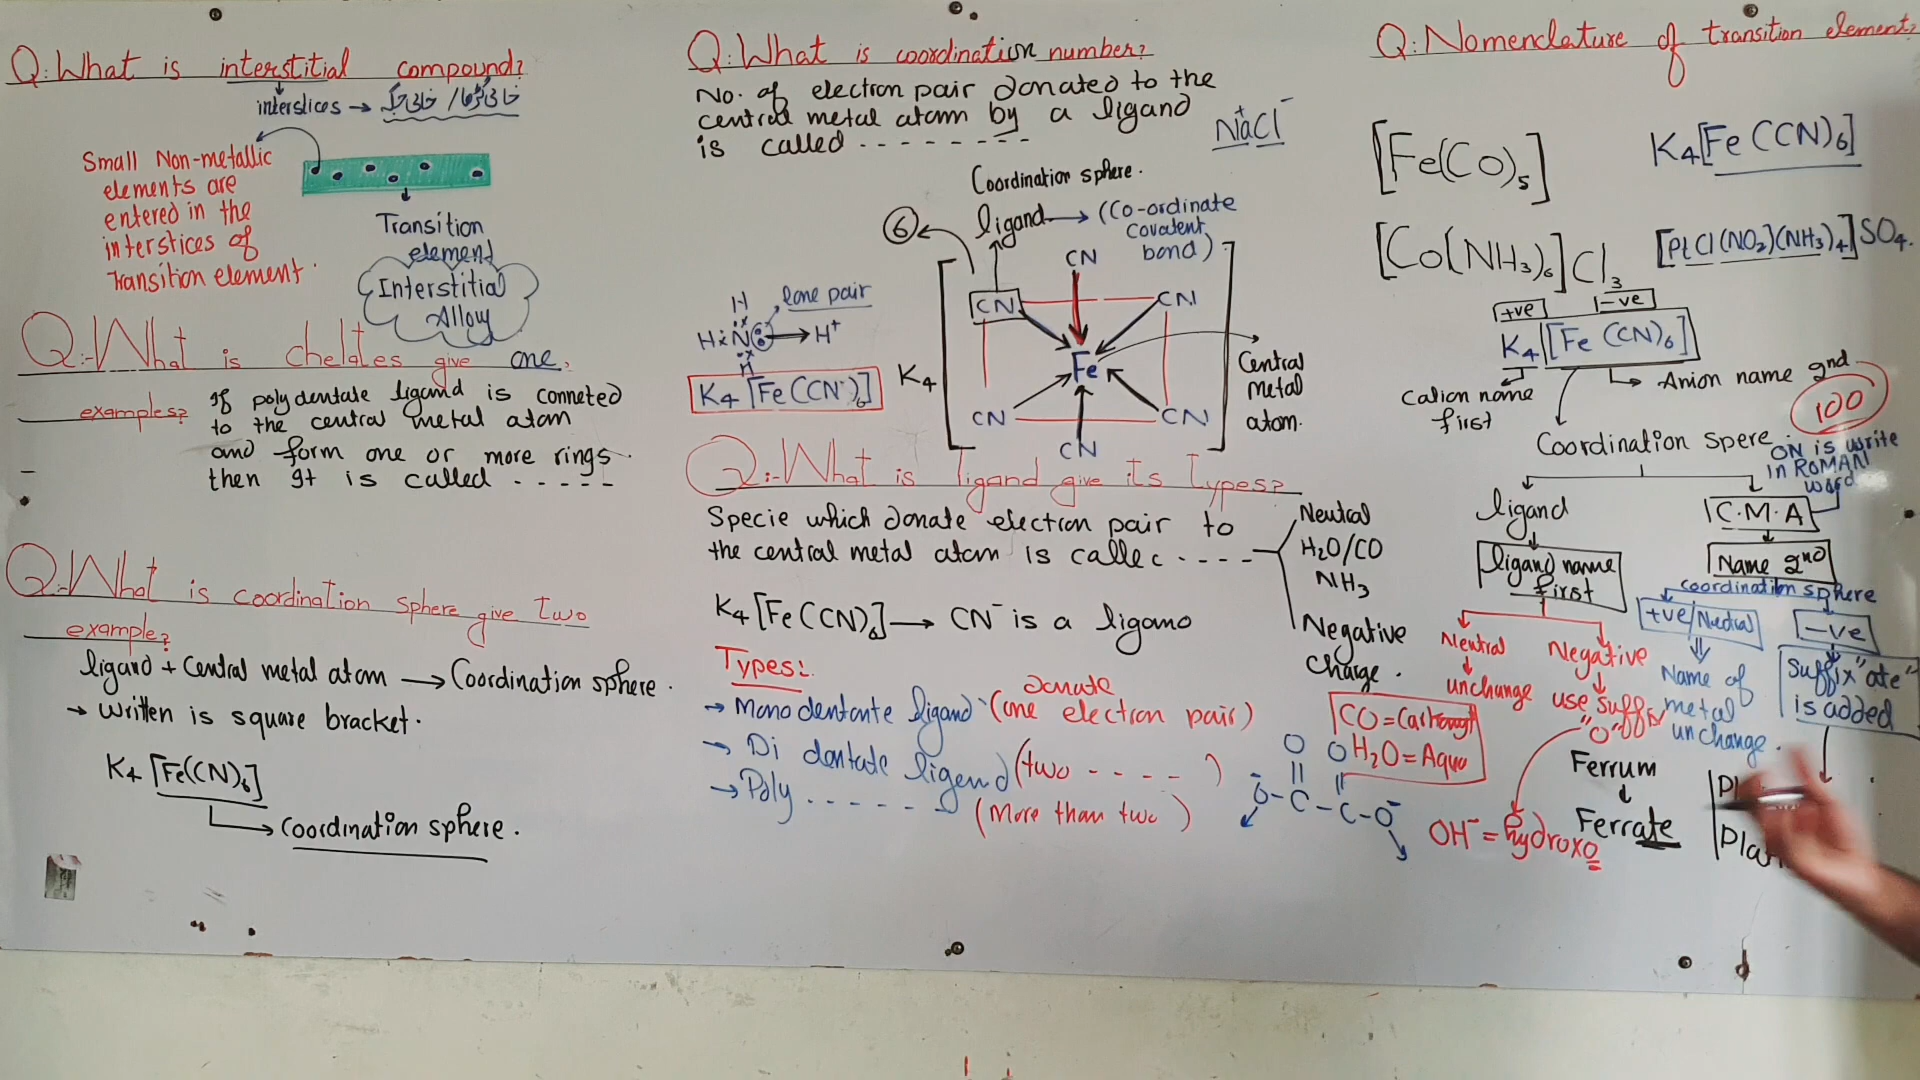 Q:What is interstitial compound?
interstices → خالی جگہ / خالی
Small Non-metallic
elements are
entered in the
interstices of
Transition element.
Transition
element
Interstitial
Alloy
Q:-What is chelates give one
examples?
If polydentate ligand is conneted
to the central metal atom
and form one or more rings.
then It is called -----
Q:What is coordination sphere give two
example?
ligand + Central metal atom → Coordination sphere.
→ written is square bracket.
K4 [Fe(CN)6]
Coordination sphere.
Q:What is coordination number?
No. of electron pair donated to the
central metal atom by a ligand
is called --------
Na+Cl-
Coordination sphere.
6
ligand → (Co-ordinate
covalent
bond)
H
lone pair
H N → H+
H
K4 [Fe(CN-)6]
K4
CN
CN
CN
Fe
CN
CN
CN
Central
Metal
atom.
Q:-What is ligand give its Types?
Specie which donate electron pair to
the central metal atom is calle -----
Neutral
H2O/CO
NH3
Negative
charge.
K4 [Fe(CN)6] → CN- is a ligand
Types:
→ Monodentante ligand (one electron pair)
donate
→ Di dentate ligend (two ----)
→ Poly ------ (More than two)
O O
O- C - C - O-
CO=Carbonyl
H2O=Aqua
Q:Nomenclature of transition element
[Fe(Co)5]
K4[Fe(CN)6]
[Co(NH3)6]Cl3
[PtCl(NO2)(NH3)4]SO4.
+ve -ve
K4 [Fe(CN)6]
Cation name
first
Anion name 2nd
100
Coordination Spere
ON is write
in ROMAN
word
ligand
C.M.A
ligand name
first
Name 2nd
coordination sphere
+ve/Neutral
-ve
Neutral
unchange
Negative
use suffix
"O"
Name of
metal
unchange.
Suffix "ate"
is added
Ferrum
Ferrate
OH- = hydroxo